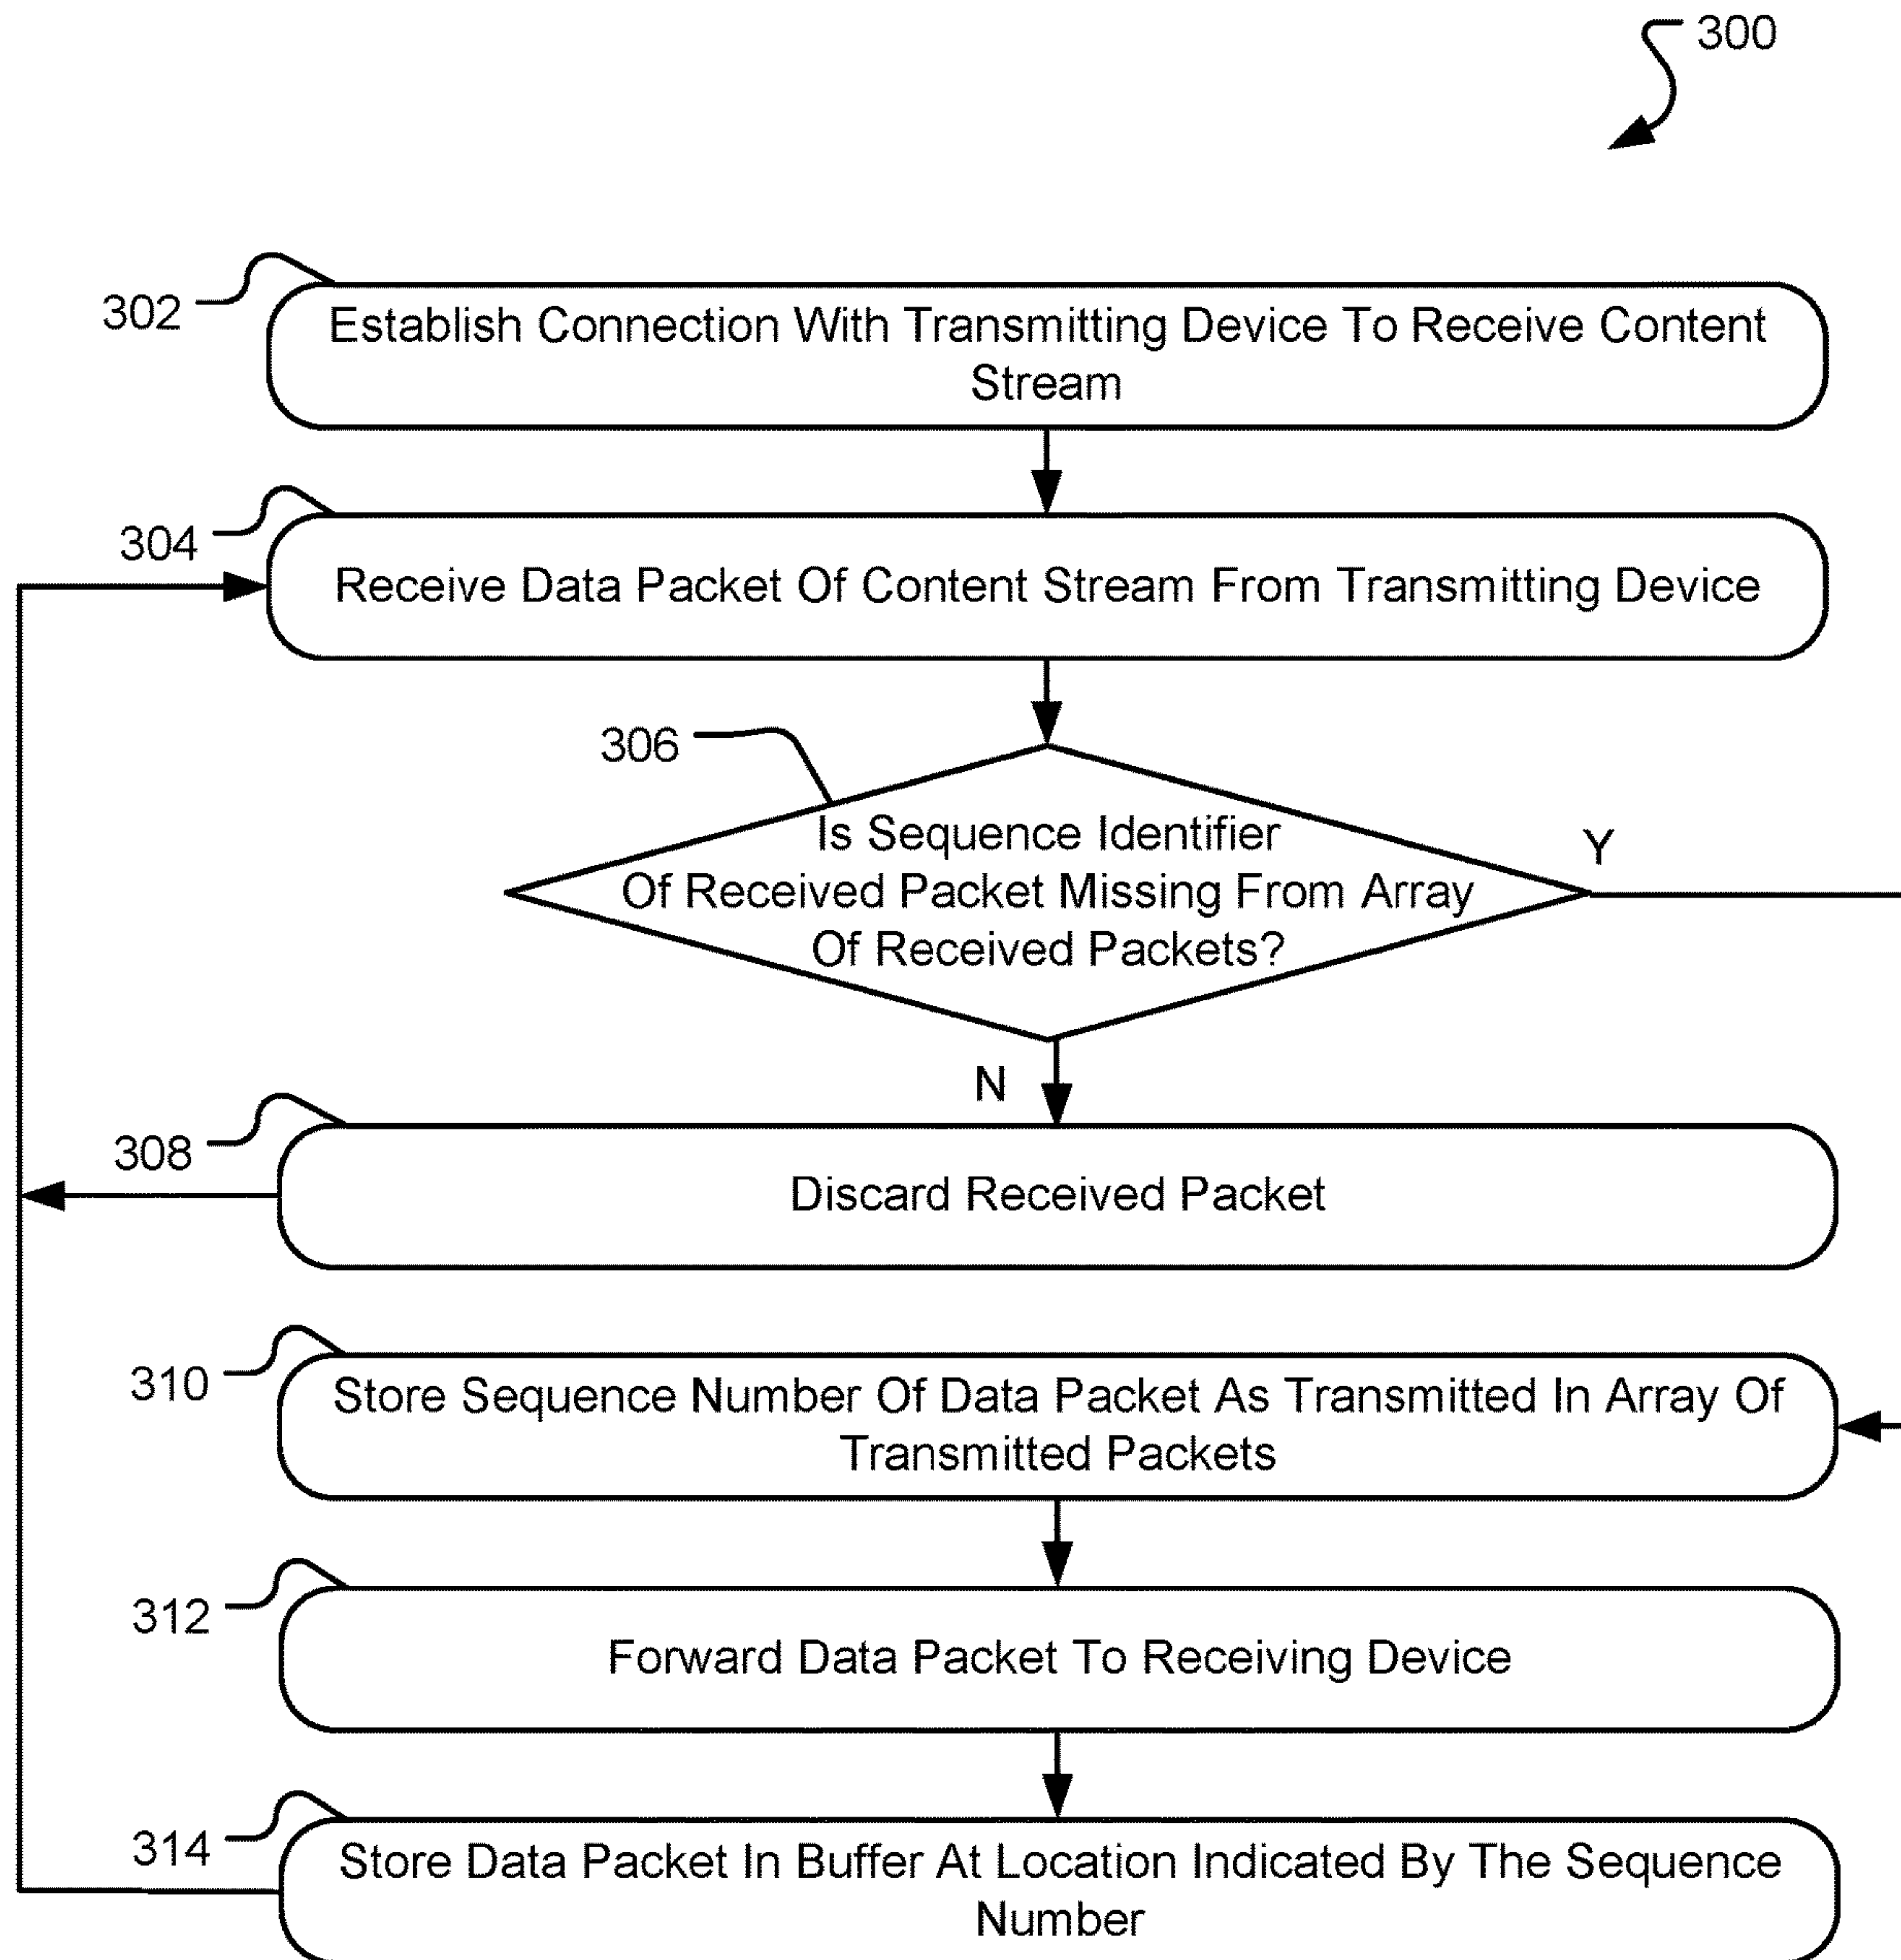 300
302
Establish Connection With Transmitting Device To Receive Content
Stream
304
Receive Data Packet Of Content Stream From Transmitting Device
306
Is Sequence Identifier
Of Received Packet Missing From Array
Of Received Packets?
Y
N
308
Discard Received Packet
310
Store Sequence Number Of Data Packet As Transmitted In Array Of
Transmitted Packets
312
Forward Data Packet To Receiving Device
314
Store Data Packet In Buffer At Location Indicated By The Sequence
Number